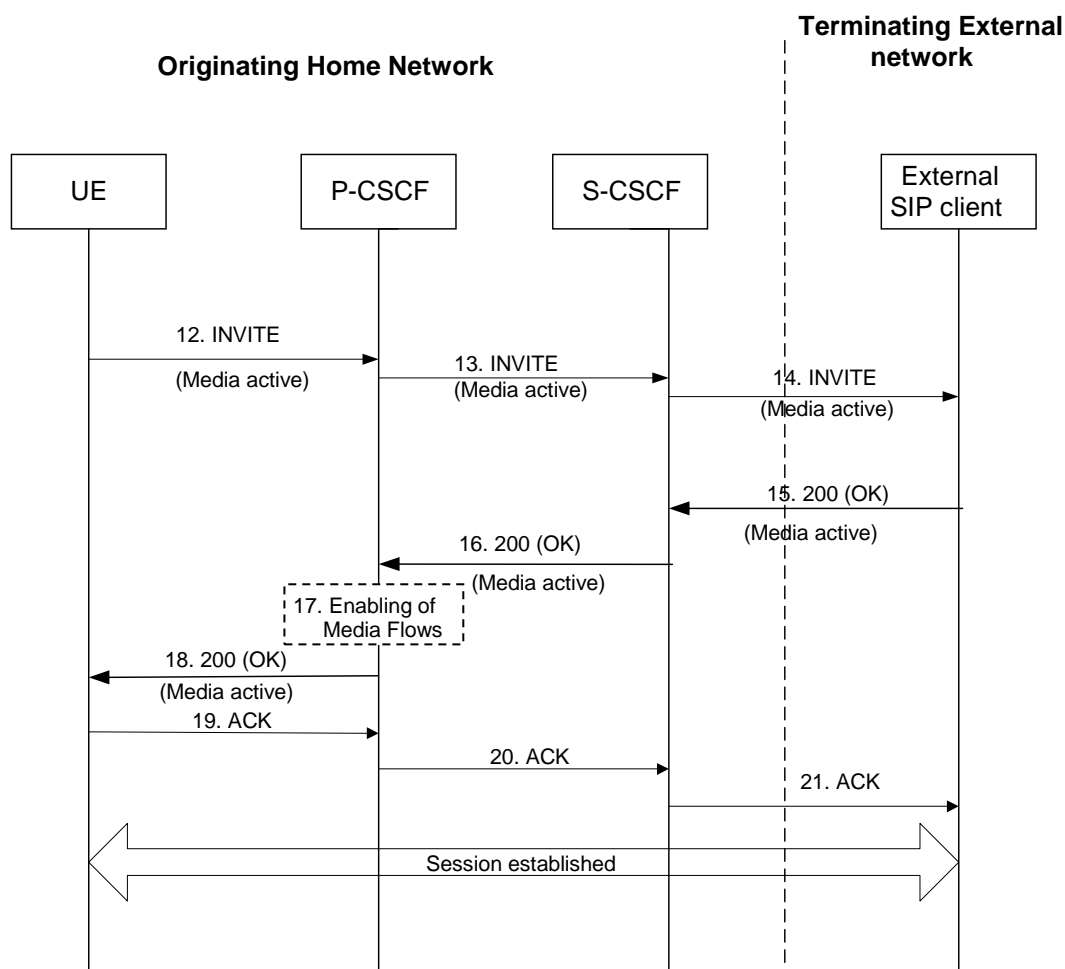 Terminating External
network
Originating Home Network
UE
P-CSCF
S-CSCF
External
SIP client
12. INVITE
(Media active)
13. INVITE
(Media active)
14. INVITE
(Media active)
15. 200 (OK)
(Media active)
16. 200 (OK)
(Media active)
17. Enabling of
Media Flows
18. 200 (OK)
(Media active)
19. ACK
20. ACK
21. ACK
Session established